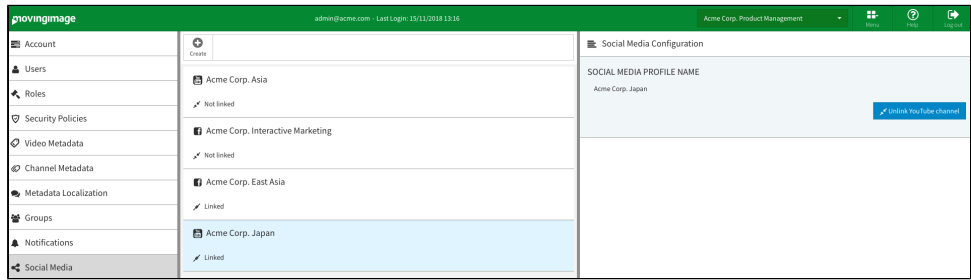 movingimage
admin@acme.com - Last Login: 15/11/2018 13:16
Acme Corp. Product Management
Menu
Help
Log out
Account
Users
Roles
Security Policies
Video Metadata
Channel Metadata
Metadata Localization
Groups
Notifications
Social Media
Create
Acme Corp. Asia
Not linked
Acme Corp. Interactive Marketing
Not linked
Acme Corp. East Asia
Linked
Acme Corp. Japan
Linked
Social Media Configuration
SOCIAL MEDIA PROFILE NAME
Acme Corp. Japan
Unlink YouTube channel